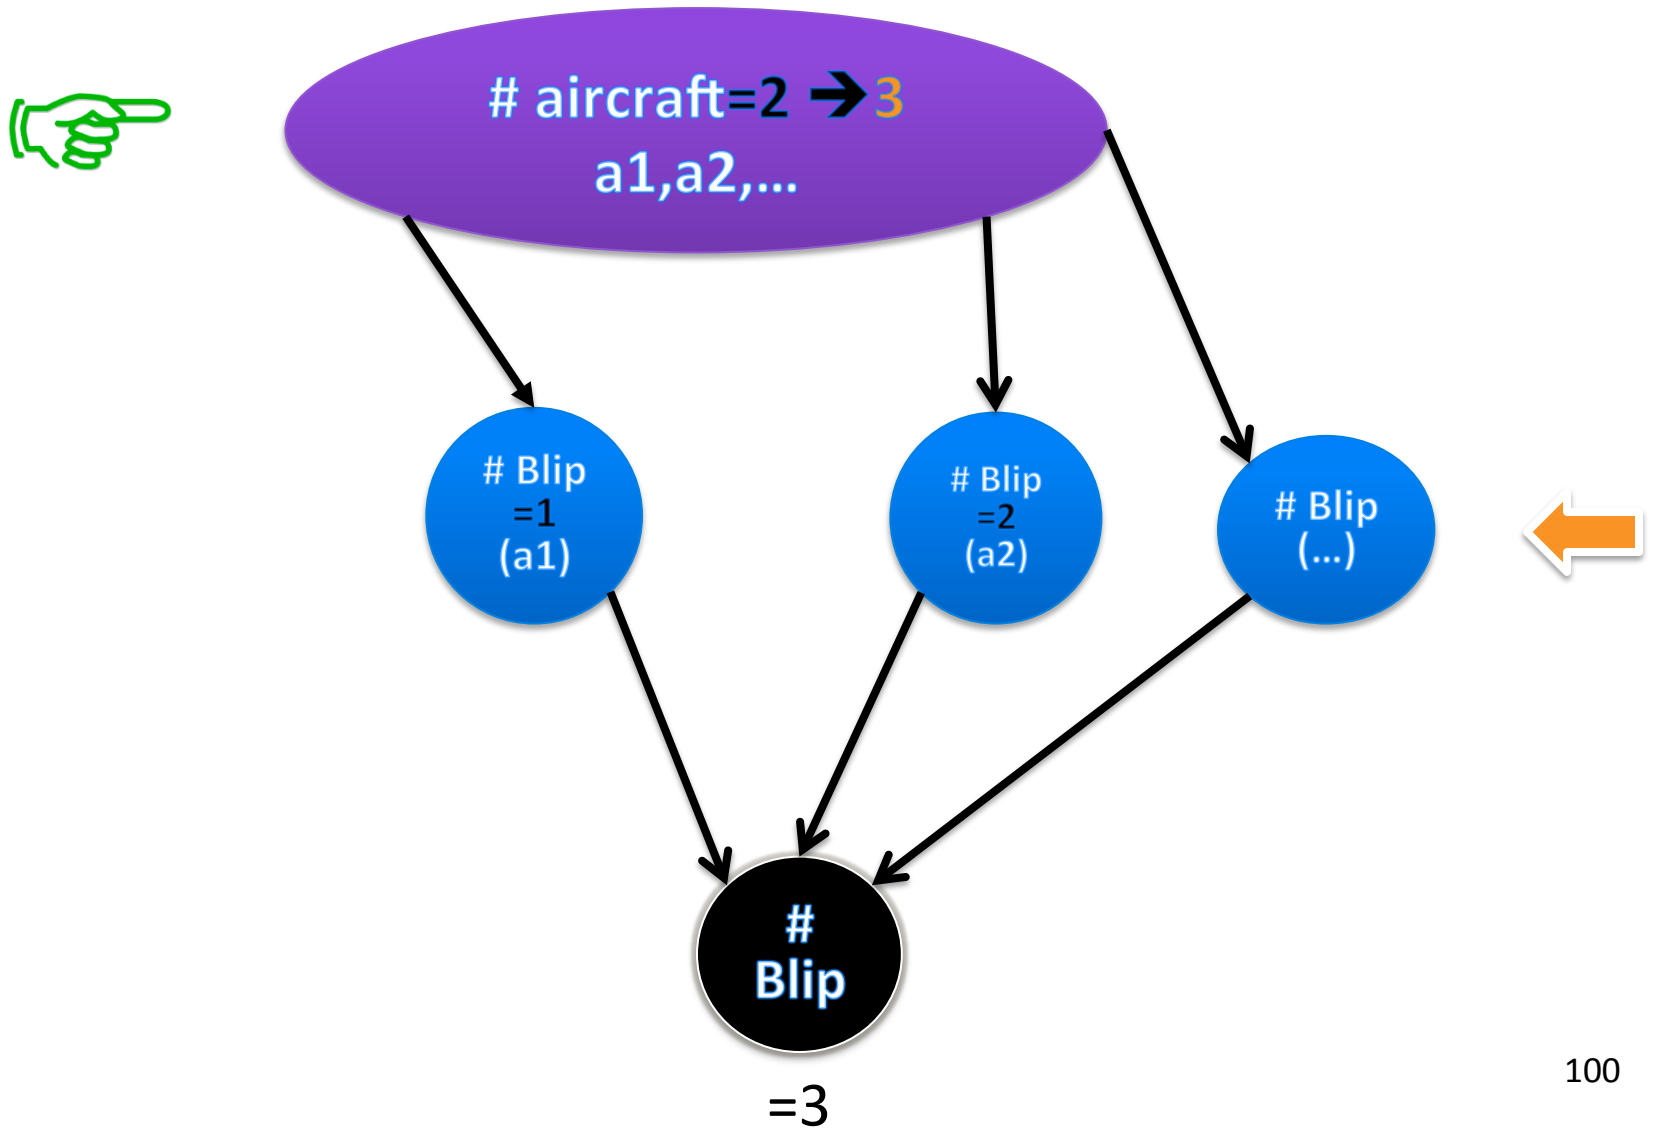 # aircraft=2 ➔3
a1,a2,...
# Blip
=1
(a1)
# Blip
=2
(a2)
# Blip
(...)
#
Blip
=3
100